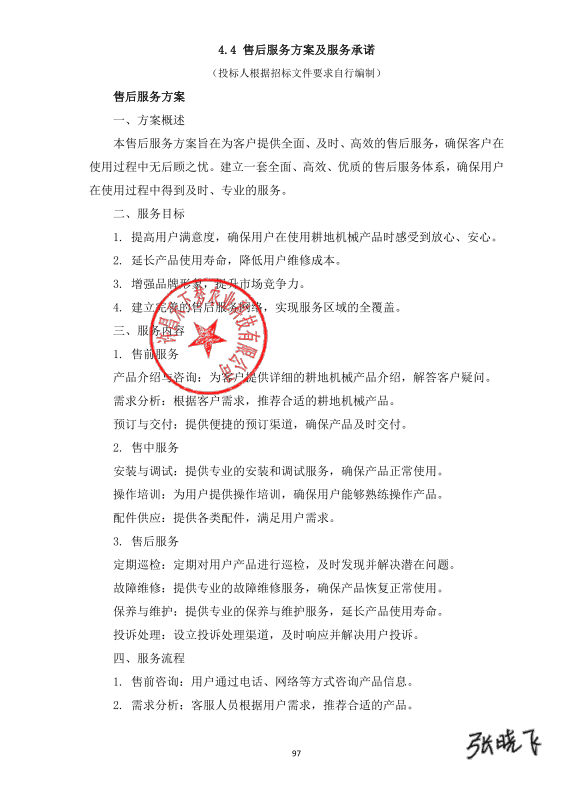 4.4 售后服务方案及服务承诺
（投标人根据招标文件要求自行编制）
售后服务方案
一、方案概述
本售后服务方案旨在为客户提供全面、及时、高效的售后服务，确保客户在
使用过程中无后顾之忧。建立一套全面、高效、优质的售后服务体系，确保用户
在使用过程中得到及时、专业的服务。
二、服务目标
1. 提高用户满意度，确保用户在使用耕地机械产品时感受到放心、安心。
2. 延长产品使用寿命，降低用户维修成本。
3. 增强品牌形象，提升市场竞争力。
4. 建立完善的售后服务网络，实现服务区域的全覆盖。
三、服务内容
1. 售前服务
产品介绍与咨询：为客户提供详细的耕地机械产品介绍，解答客户疑问。
需求分析：根据客户需求，推荐合适的耕地机械产品。
预订与交付：提供便捷的预订渠道，确保产品及时交付。
2. 售中服务
安装与调试：提供专业的安装和调试服务，确保产品正常使用。
操作培训：为用户提供操作培训，确保用户能够熟练操作产品。
配件供应：提供各类配件，满足用户需求。
3. 售后服务
定期巡检：定期对用户产品进行巡检，及时发现并解决潜在问题。
故障维修：提供专业的故障维修服务，确保产品恢复正常使用。
保养与维护：提供专业的保养与维护服务，延长产品使用寿命。
投诉处理：设立投诉处理渠道，及时响应并解决用户投诉。
四、服务流程
1. 售前咨询：用户通过电话、网络等方式咨询产品信息。
2. 需求分析：客服人员根据用户需求，推荐合适的产品。
97
张晓飞